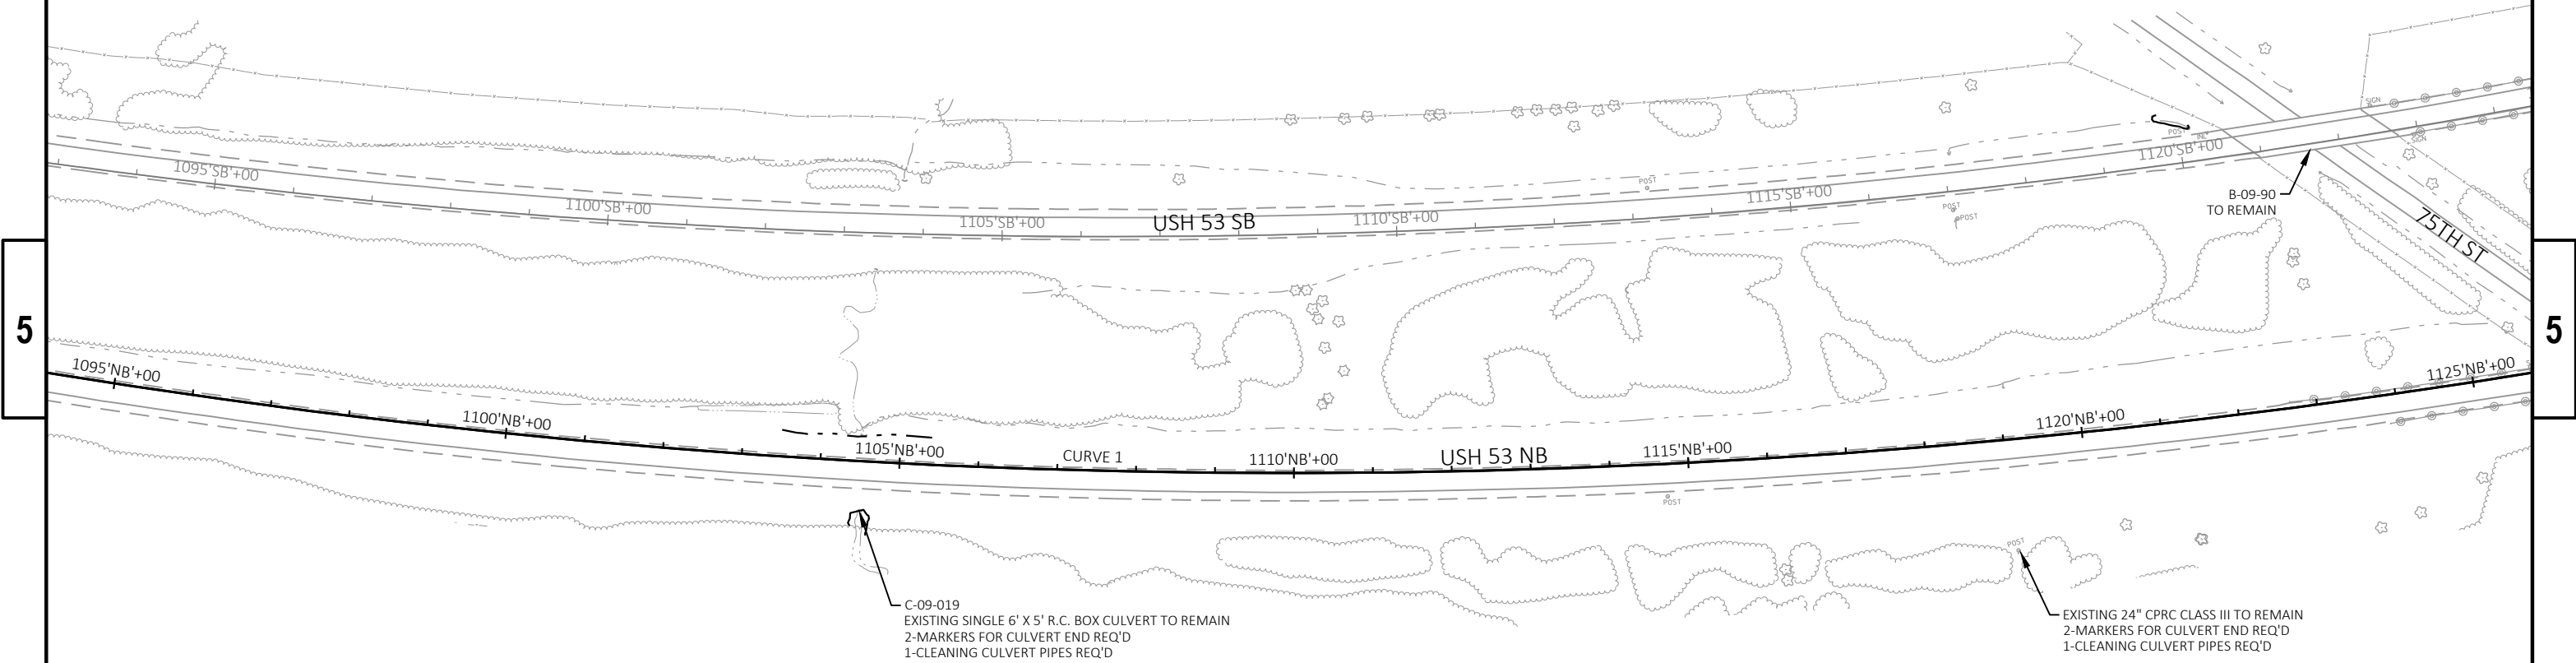 SIGN
POST
INL
SIGN
1120'SB'+00
1095'SB'+00
1100'SB'+00
POST
1115'SB'+00
B-09-90
TO REMAIN
1105'SB'+00
USH 53 SB
1110'SB'+00
POST
POST
75TH ST
5
5
1095'NB'+00
1125'NB'+00
1100'NB'+00
1120'NB'+00
1105'NB'+00
CURVE 1
1110'NB'+00
USH 53 NB
1115'NB'+00
POST
POST
C-09-019
EXISTING SINGLE 6' X 5' R.C. BOX CULVERT TO REMAIN
2-MARKERS FOR CULVERT END REQ'D
1-CLEANING CULVERT PIPES REQ'D
EXISTING 24" CPRC CLASS III TO REMAIN
2-MARKERS FOR CULVERT END REQ'D
1-CLEANING CULVERT PIPES REQ'D